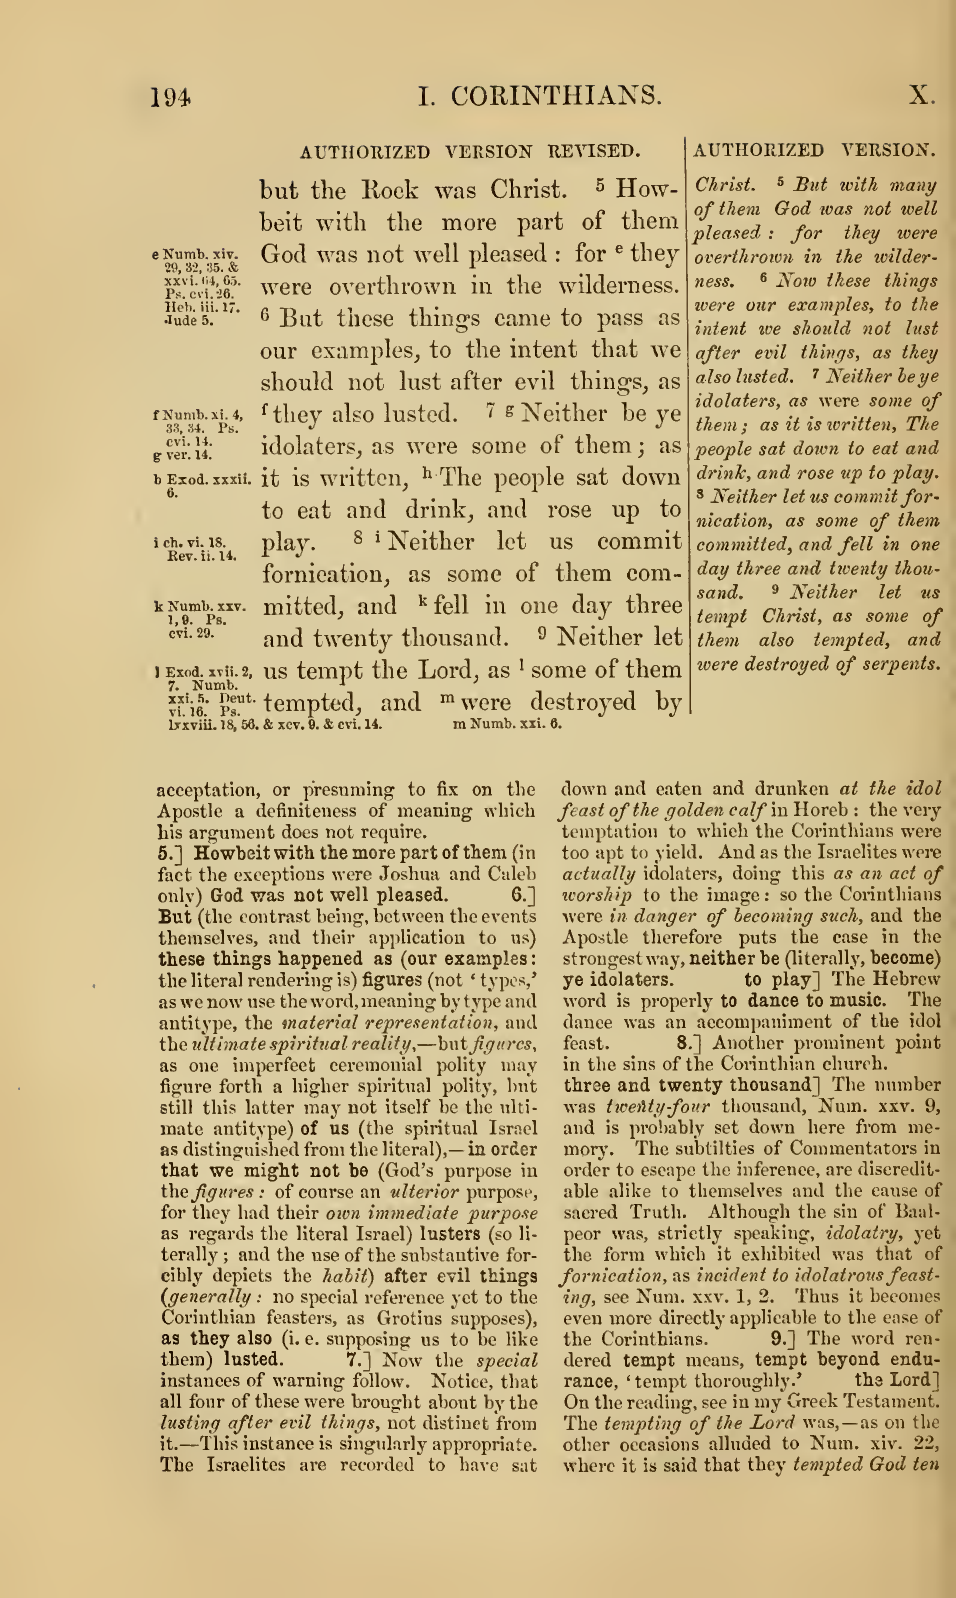 194
I. CORINTHIANS.
X.
AUTHORIZED VERSION REVISED.
but the Rock was Christ. 5 How-
beit with the more part of them
God was not well pleased : for e they
were overthrown in the wilderness.
6 But these things came to pass as
our examples, to the intent that we
should not lust after evil things, as
f they also lusted. 7 g Neither be ye
idolaters, as were some of them ; as
it is written, h The people sat down
to eat and drink, and rose up to
play. 8 i Neither let us commit
fornication, as some of them com-
mitted, and k fell in one day three
and twenty thousand. 9 Neither let
us tempt the Lord, as l some of them
tempted, and m were destroyed by
e Numb. xiv.
29, 32, 35. &
xxvi. 64, 65.
Ps. cvi. 26.
Heb. iii. 17.
Jude 5.
f Numb. xi. 4,
33, 34. Ps.
cvi. 14.
g ver. 14.
h Exod. xxxii.
6.
i ch. vi. 18.
Rev. ii. 14.
k Numb. xxv.
1, 9. Ps.
cvi. 29.
l Exod. xvii. 2,
7. Numb.
xxi. 5. Deut.
vi. 16. Ps.
lxxviii. 18, 56. & xcv. 9. & cvi. 14.
m Numb. xxi. 6.
AUTHORIZED VERSION.
Christ. 5 But with many
of them God was not well
pleased : for they were
overthrown in the wilder-
ness. 6 Now these things
were our examples, to the
intent we should not lust
after evil things, as they
also lusted. 7 Neither be ye
idolaters, as were some of
them ; as it is written, The
people sat down to eat and
drink, and rose up to play.
8 Neither let us commit for-
nication, as some of them
committed, and fell in one
day three and twenty thou-
sand. 9 Neither let us
tempt Christ, as some of
them also tempted, and
were destroyed of serpents.
acceptation, or presuming to fix on the
Apostle a definiteness of meaning which
his argument does not require.
5.] Howbeit with the more part of them (in
fact the exceptions were Joshua and Caleb
only) God was not well pleased. 6.]
But (the contrast being, between the events
themselves, and their application to us)
these things happened as (our examples:
the literal rendering is) figures (not ‘ types,’
as we now use the word, meaning by type and
antitype, the material representation, and
the ultimate spiritual reality,—but figures,
as one imperfect ceremonial polity may
figure forth a higher spiritual polity, but
still this latter may not itself be the ulti-
mate antitype) of us (the spiritual Israel
as distinguished from the literal),—in order
that we might not be (God's purpose in
the figures : of course an ulterior purpose,
for they had their own immediate purpose
as regards the literal Israel) lusters (so li-
terally ; and the use of the substantive for-
cibly depicts the habit) after evil things
(generally : no special reference yet to the
Corinthian feasters, as Grotius supposes),
as they also (i. e. supposing us to be like
them) lusted. 7.] Now the special
instances of warning follow. Notice, that
all four of these were brought about by the
lusting after evil things, not distinct from
it.—This instance is singularly appropriate.
The Israelites are recorded to have sat
down and eaten and drunken at the idol
feast of the golden calf in Horeb : the very
temptation to which the Corinthians were
too apt to yield. And as the Israelites were
actually idolaters, doing this as an act of
worship to the image : so the Corinthians
were in danger of becoming such, and the
Apostle therefore puts the case in the
strongest way, neither be (literally, become)
ye idolaters. to play] The Hebrew
word is properly to dance to music. The
dance was an accompaniment of the idol
feast. 8.] Another prominent point
in the sins of the Corinthian church.
three and twenty thousand] The number
was twenty-four thousand, Num. xxv. 9,
and is probably set down here from me-
mory. The subtilties of Commentators in
order to escape the inference, are discredit-
able alike to themselves and the cause of
sacred Truth. Although the sin of Baal-
peor was, strictly speaking, idolatry, yet
the form which it exhibited was that of
fornication, as incident to idolatrous feast-
ing, see Num. xxv. 1, 2. Thus it becomes
even more directly applicable to the case of
the Corinthians. 9.] The word ren-
dered tempt means, tempt beyond endu-
rance, ‘tempt thoroughly.’ the Lord]
On the reading, see in my Greek Testament.
The tempting of the Lord was,—as on the
other occasions alluded to Num. xiv. 22,
where it is said that they tempted God ten